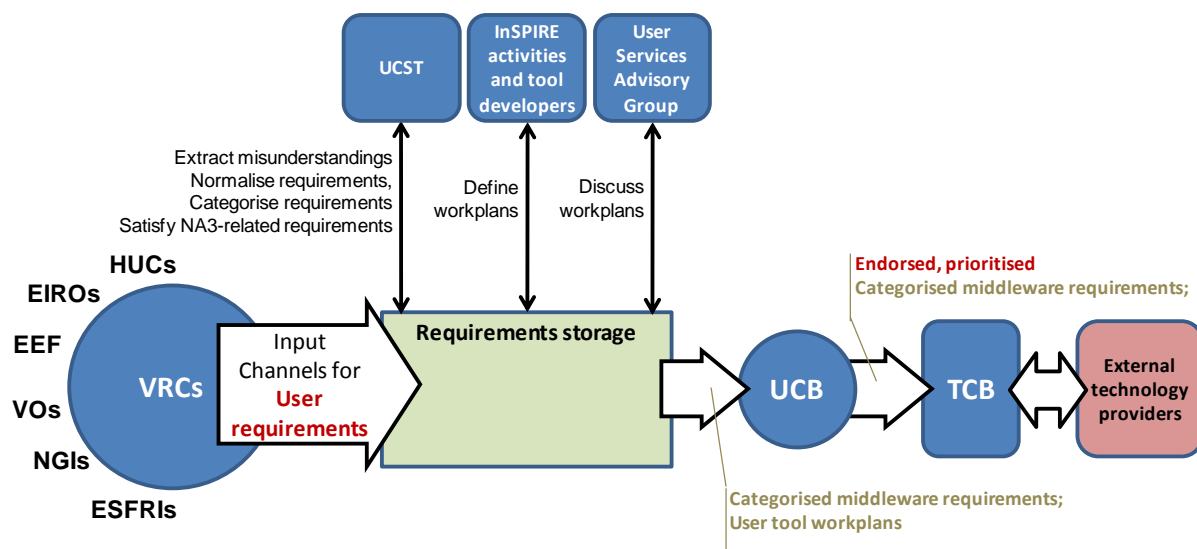 UCST
InSPIRE
activities
and tool
developers
User
Services
Advisory
Group
Extract misunderstandings
Normalise requirements,
Categorise requirements
Satisfy NA3-related requirements
Define
workplans
Discuss
workplans
HUCs
EIROs
EEF
VOs
NGIs
ESFRIs
VRCs
Input
Channels for
User
requirements
Requirements storage
UCB
Endorsed, prioritised
Categorised middleware requirements;
TCB
External
technology
providers
Categorised middleware requirements;
User tool workplans